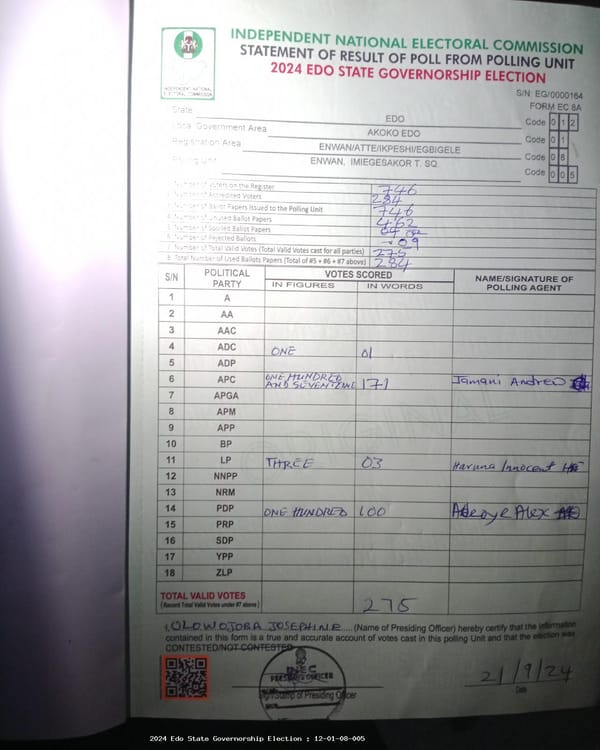 INDEPENDENT NATIONAL ELECTORAL COMMISSION
STATEMENT OF RESULT OF POLL FROM POLLING UNIT
2024 EDO STATE GOVERNORSHIP ELECTION
INDEPENDENT NATIONAL ELECTORAL COMMISSION
S/N: EG/0000164
FORM EC 8A
State EDO Code 0 1 2
Local Government Area AKOKO EDO Code 0 1
Registration Area ENWAN/ATTE/IKPESHI/EGBIGELE Code 0 8
Polling Unit ENWAN, IMIEGESAKOR T. SQ. Code 0 0 5
Number of Voters on the Register 746
Number of Accredited Voters 284
Number of Ballot Papers Issued to the Polling Unit 746
Number of Unused Ballot Papers 462
Number of Spoiled Ballot Papers
Number of Rejected Ballots 09
Number of Total Valid Votes (Total Valid Votes cast for all parties) 275
8. Total Number of Used Ballots Papers (Total of #5 + #6 + #7 above) 284
S/N POLITICAL PARTY VOTES SCORED NAME/SIGNATURE OF POLLING AGENT
IN FIGURES IN WORDS
1 A
2 AA
3 AAC
4 ADC ONE 01
5 ADP
6 APC ONE HUNDRED AND 171 Jamani Andrew
7 APGA
8 APM
9 APP
10 BP
11 LP THREE 03 Haruna Innocent
12 NNPP
13 NRM
14 PDP ONE HUNDRED 100 Adeoye Alex
15 PRP
16 SDP
17 YPP
18 ZLP
TOTAL VALID VOTES
(Record Total Valid Votes under #7 above) 275
I, OLOWOJOBA JOSEPHINE (Name of Presiding Officer) hereby certify that the information
contained in this form is a true and accurate account of votes cast in this polling Unit and that the election was
CONTESTED/NOT CONTESTED
INEC
PRESIDING OFFICER
Sign/Stamp of Presiding Officer
21/9/24
Date
2024 Edo State Governorship Election : 12-01-08-005